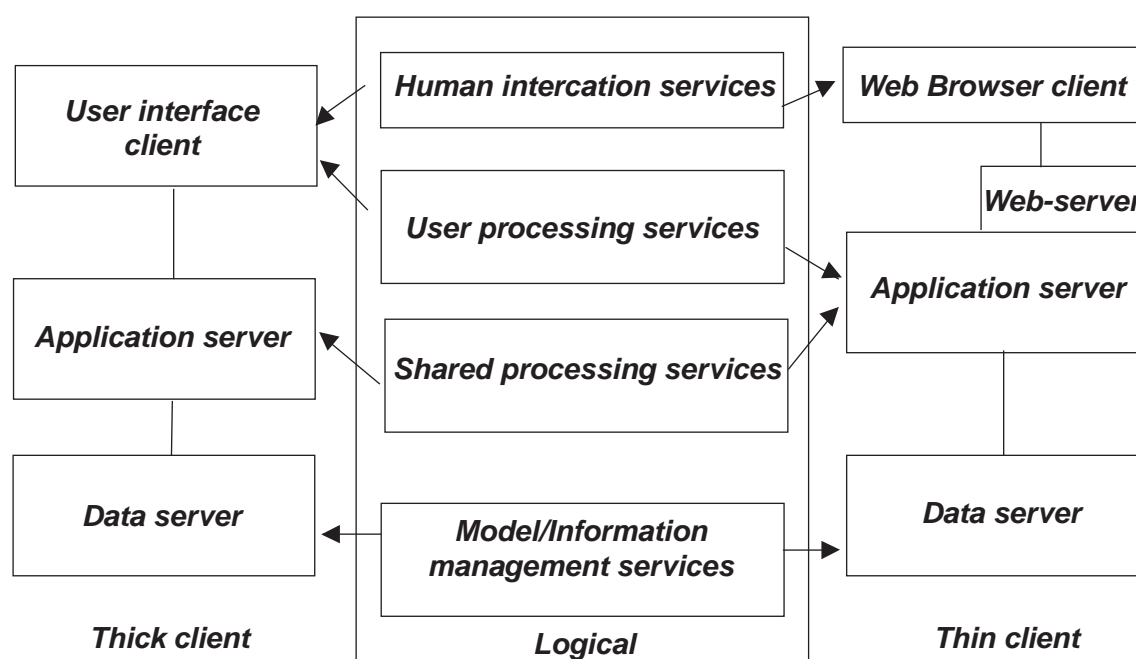 User interface
client
Application server
Data server
Thick client
Human intercation services
User processing services
Shared processing services
Model/Information
management services
Logical
Web Browser client
Web-server
Application server
Data server
Thin client